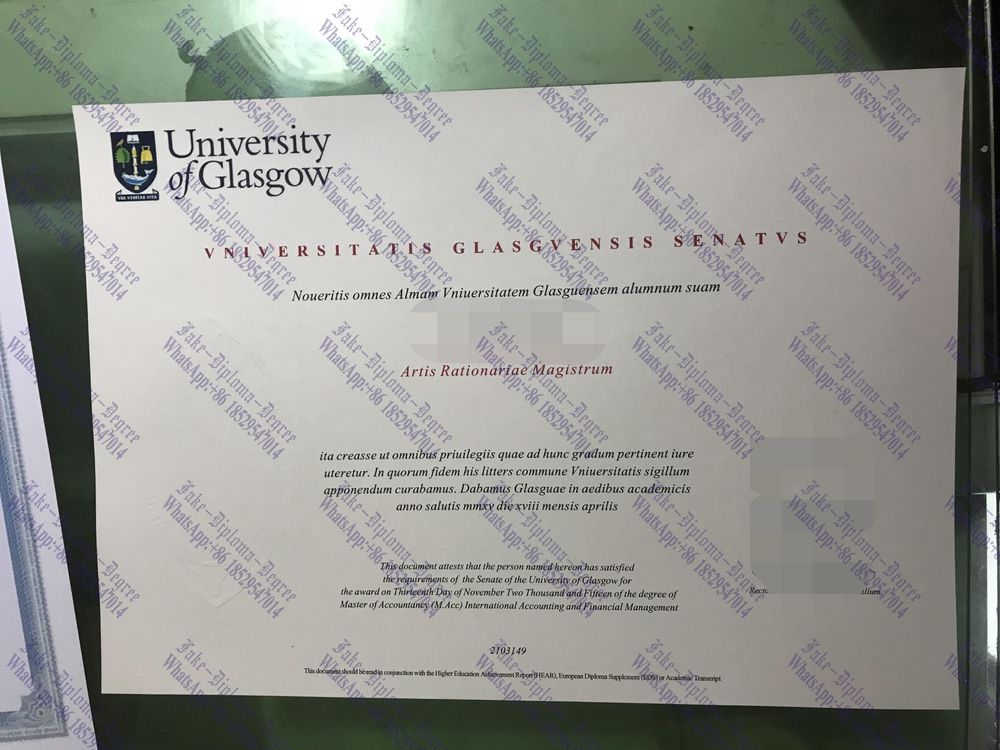 University
of Glasgow
VIA VERITAS VITA
VNIVERSITATIS GLASGVENSIS SENATVS
Noueritis omnes Almam Vniuersitatem Glasguensem alumnum suam
Artis Rationariae Magistrum
ita creasse ut omnibus priuilegiis quae ad hunc gradum pertinent iure
uteretur. In quorum fidem his litters commune Vniuersitatis sigillum
apponendum curabamus. Dabamus Glasguae in aedibus academicis
anno salutis mmxv die xviii mensis aprilis
This document attests that the person named hereon has satisfied
the requirements of the Senate of the University of Glasgow for
the award on Thirteenth Day of November Two Thousand and Fifteen of the degree of
Master of Accountancy (M.Acc) International Accounting and Financial Management
2103149
This document should be read in conjunction with the Higher Education Achievement Report (HEAR), European Diploma Supplement (EDS) or Academic Transcript
Fake-Diploma-Degree
WhatsApp:+86 18529547014